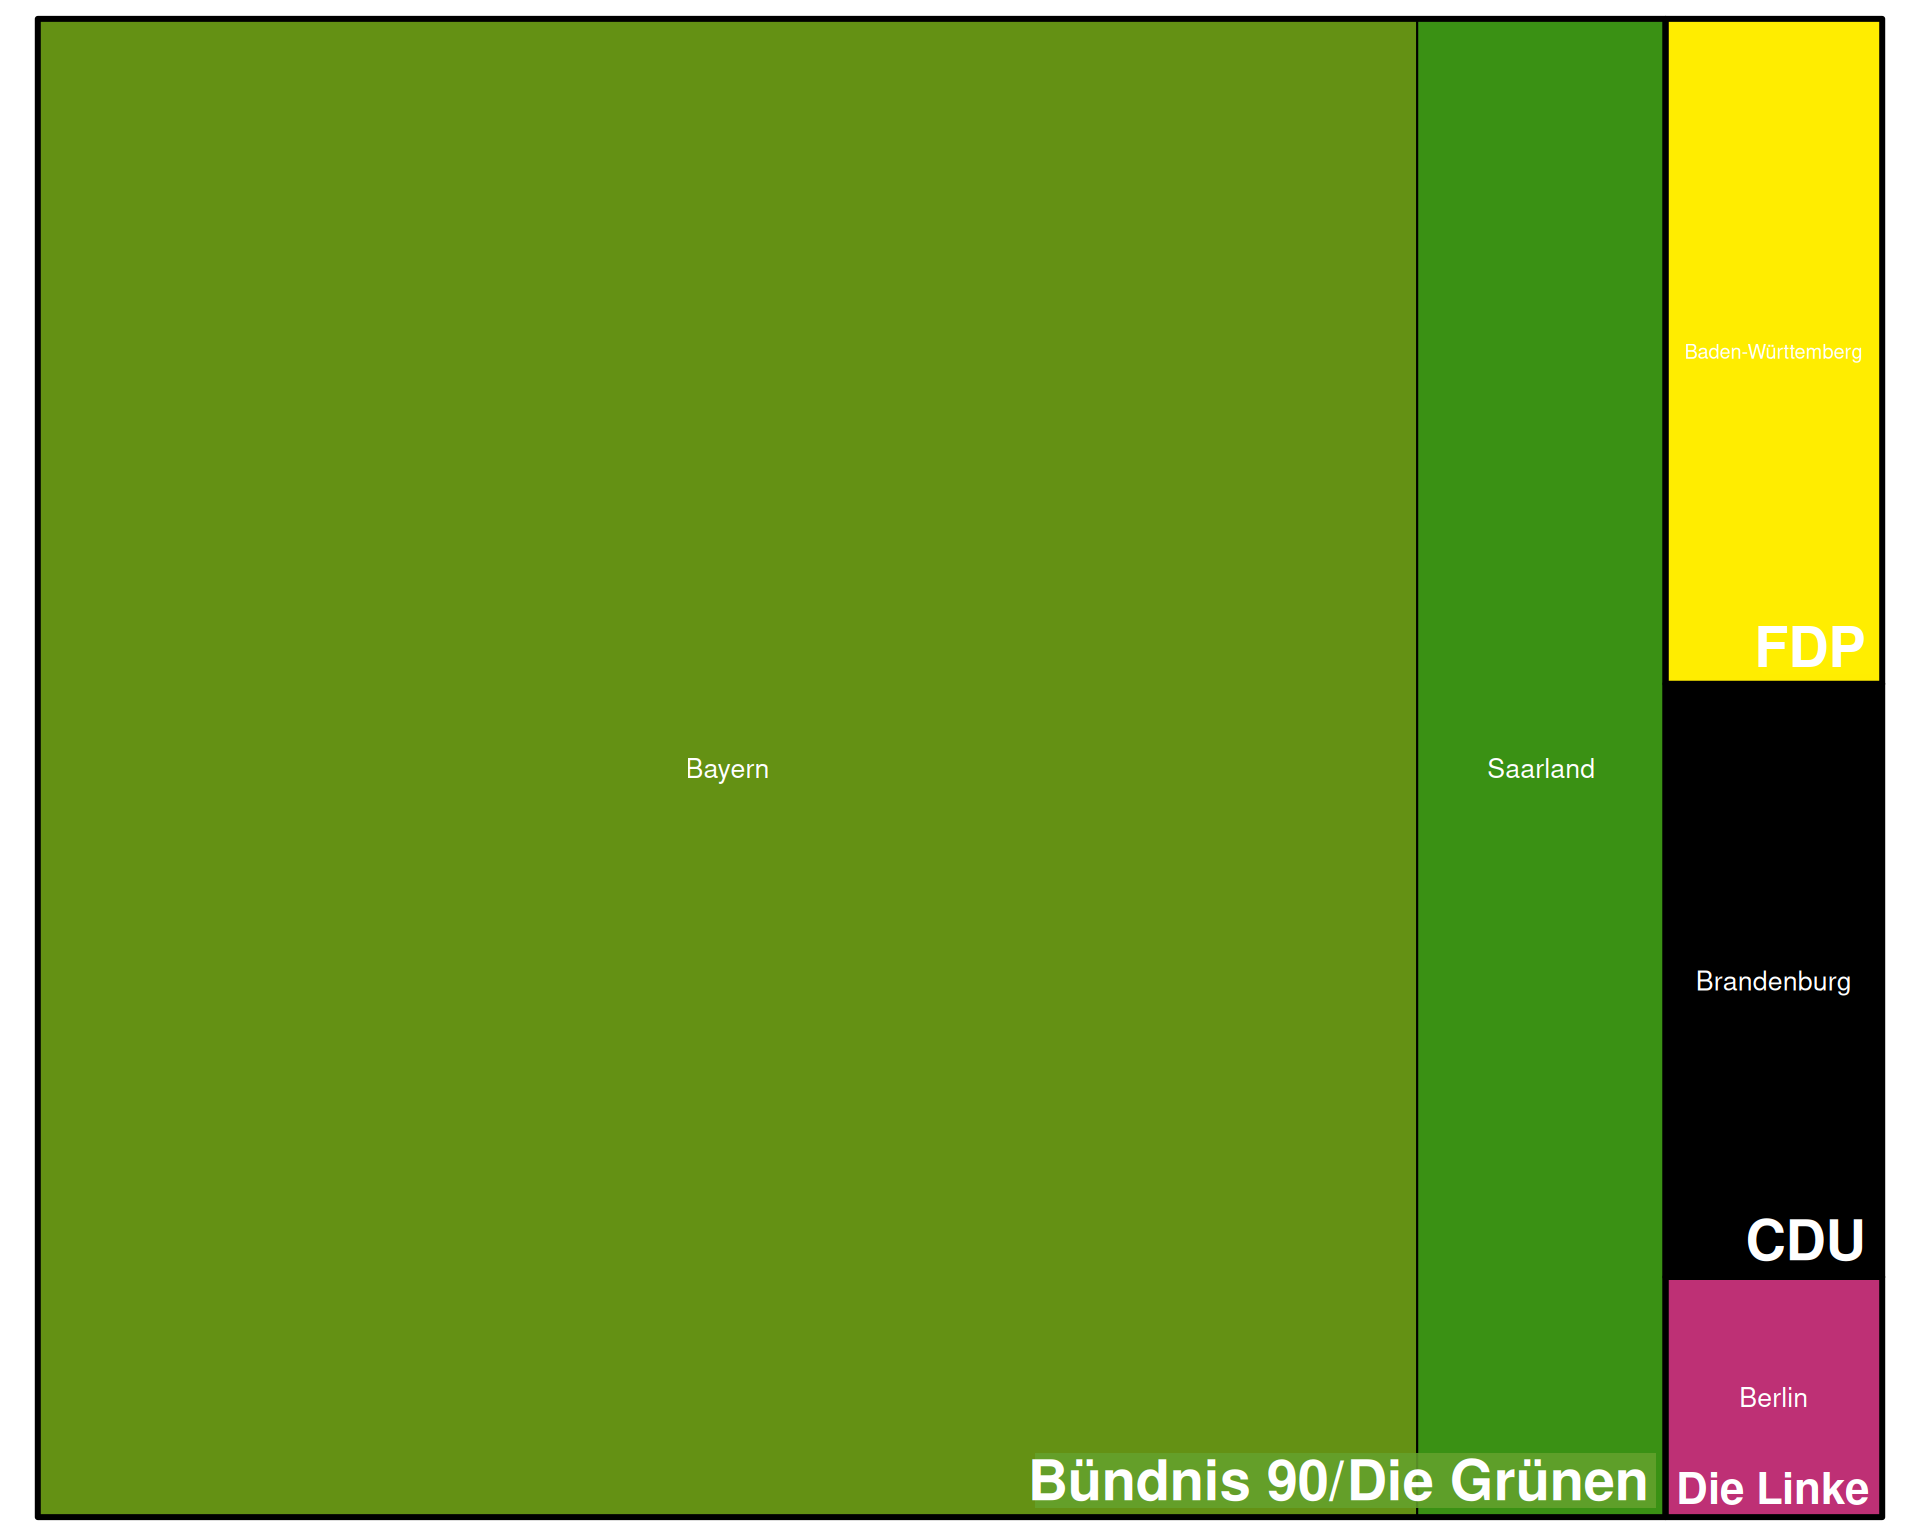 Baden-Württemberg
FDP
Bayern
Saarland
Brandenburg
CDU
Berlin
Bündnis 90/Die Grünen
Die Linke